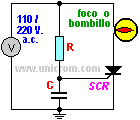 110 /
220 V.
a.c.
foco o
bombillo
V
R
www.unicrom.com
C
SCR